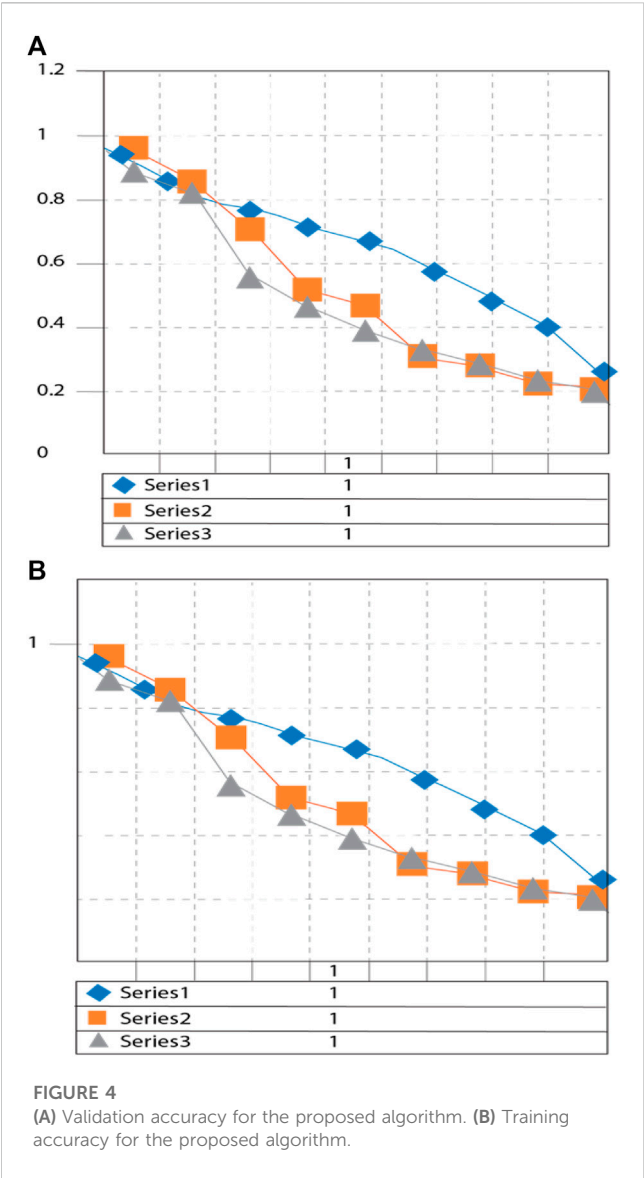 A
1.2
1
0.8
0.6
0.4
0.2
0
1
Series1 1
Series2 1
Series3 1
B
1
1
Series1 1
Series2 1
Series3 1
FIGURE 4
(A) Validation accuracy for the proposed algorithm. (B) Training
accuracy for the proposed algorithm.